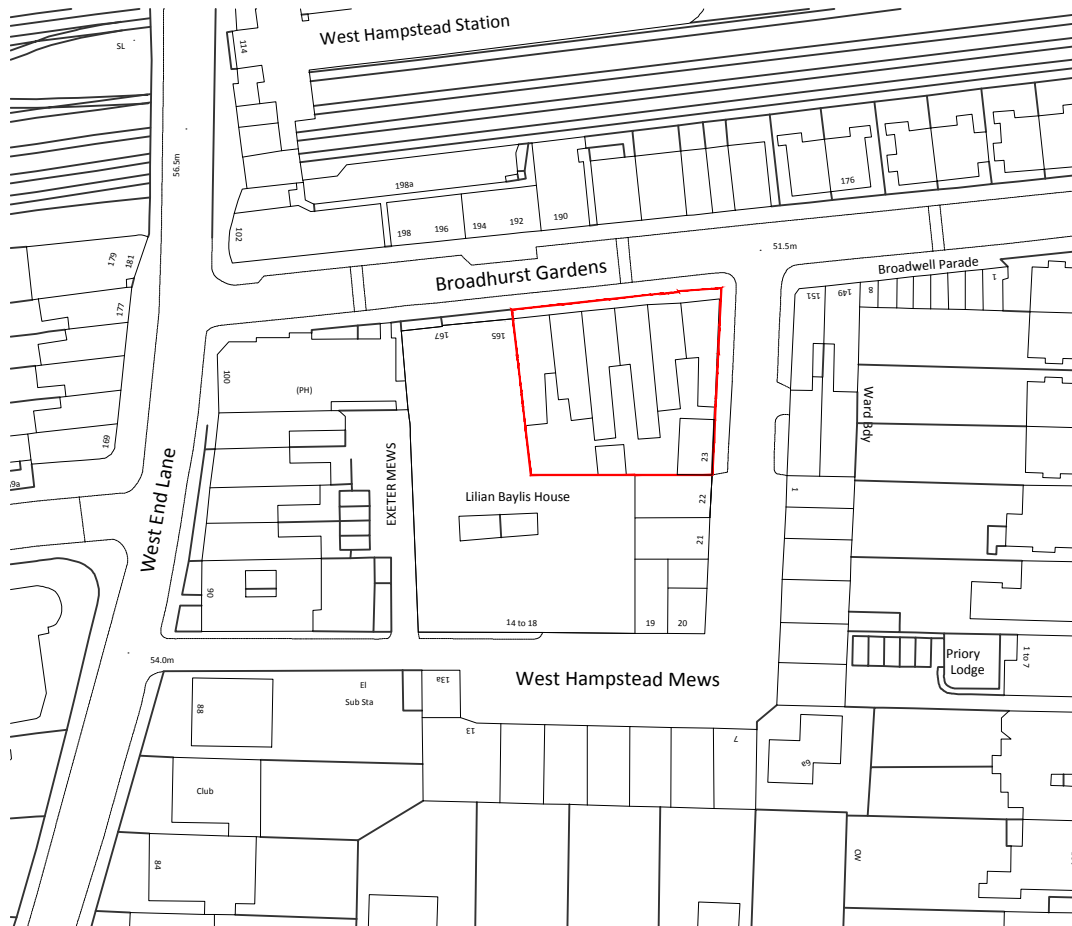 West Hampstead Station
114
SL
56.5m
198a
176
102
198
196
194
192
190
51.5m
179
181
Broadhurst Gardens
Broadwell Parade
1
8
149
151
177
167
165
100
(PH)
Ward Bdy
169
9a
EXETER MEWS
West End Lane
23
22
21
Lilian Baylis House
1
90
14 to 18
19
20
54.0m
Priory
Lodge
1 to 7
West Hampstead Mews
El
Sub Sta
13a
88
13
7
6a
Club
84
CW